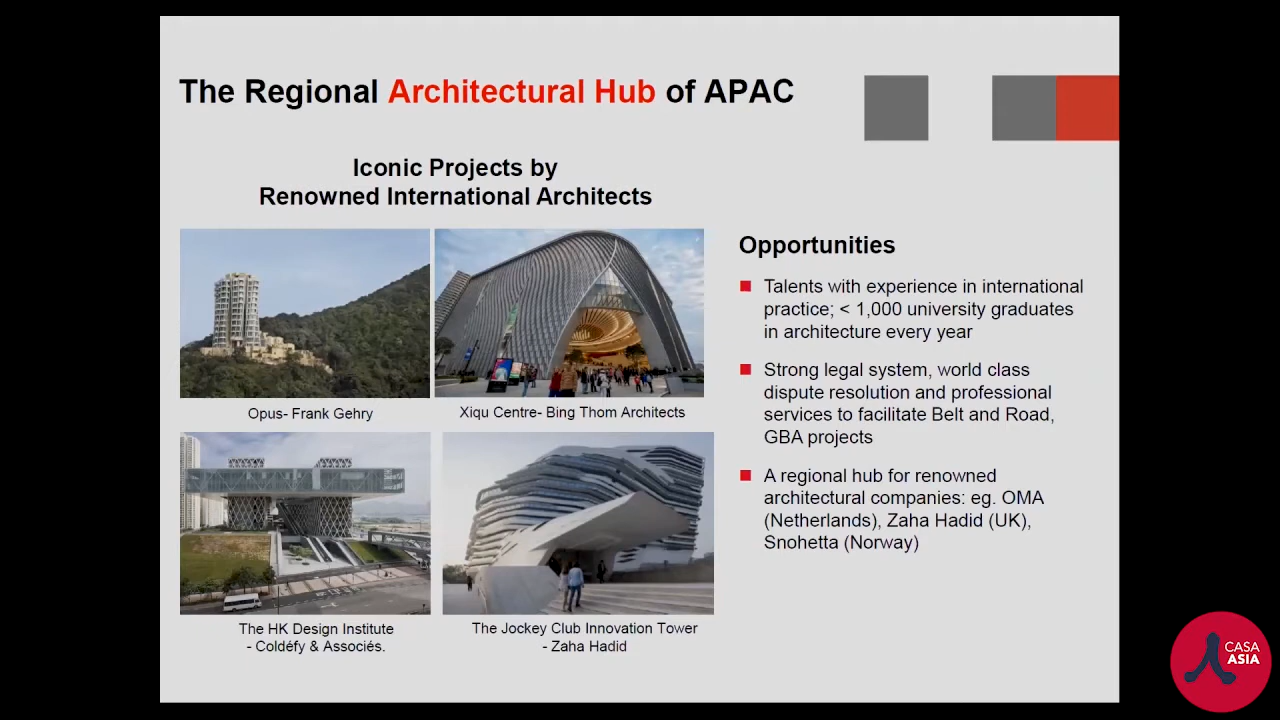 The Regional Architectural Hub of APAC
Iconic Projects by
Renowned International Architects
Opus- Frank Gehry
Xiqu Centre- Bing Thom Architects
The HK Design Institute
- Coldéfy & Associés.
The Jockey Club Innovation Tower
- Zaha Hadid
Opportunities
Talents with experience in international
practice; < 1,000 university graduates
in architecture every year
Strong legal system, world class
dispute resolution and professional
services to facilitate Belt and Road,
GBA projects
A regional hub for renowned
architectural companies: eg. OMA
(Netherlands), Zaha Hadid (UK),
Snohetta (Norway)
CASA
ASIA